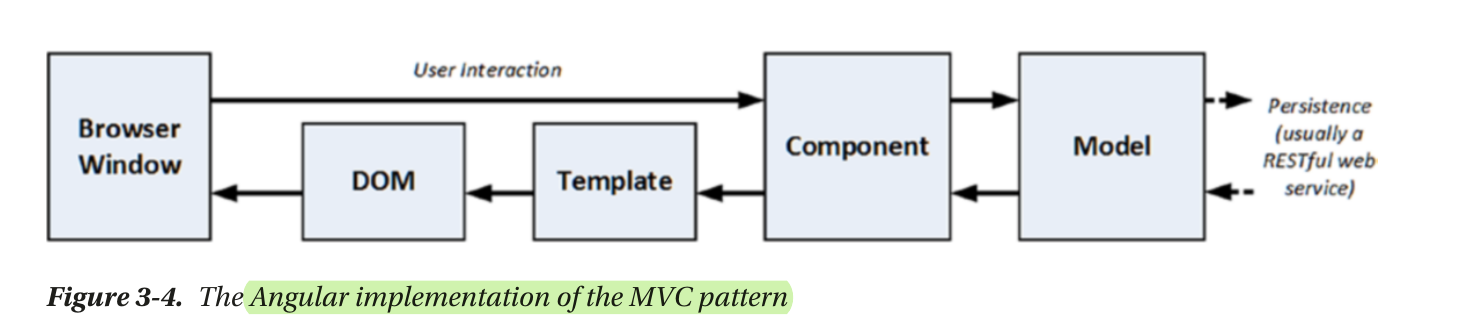 User Interaction
Browser
Window
DOM
Template
Component
Model
Persistence
(usually a
RESTful web
service)
Figure 3-4. The Angular implementation of the MVC pattern